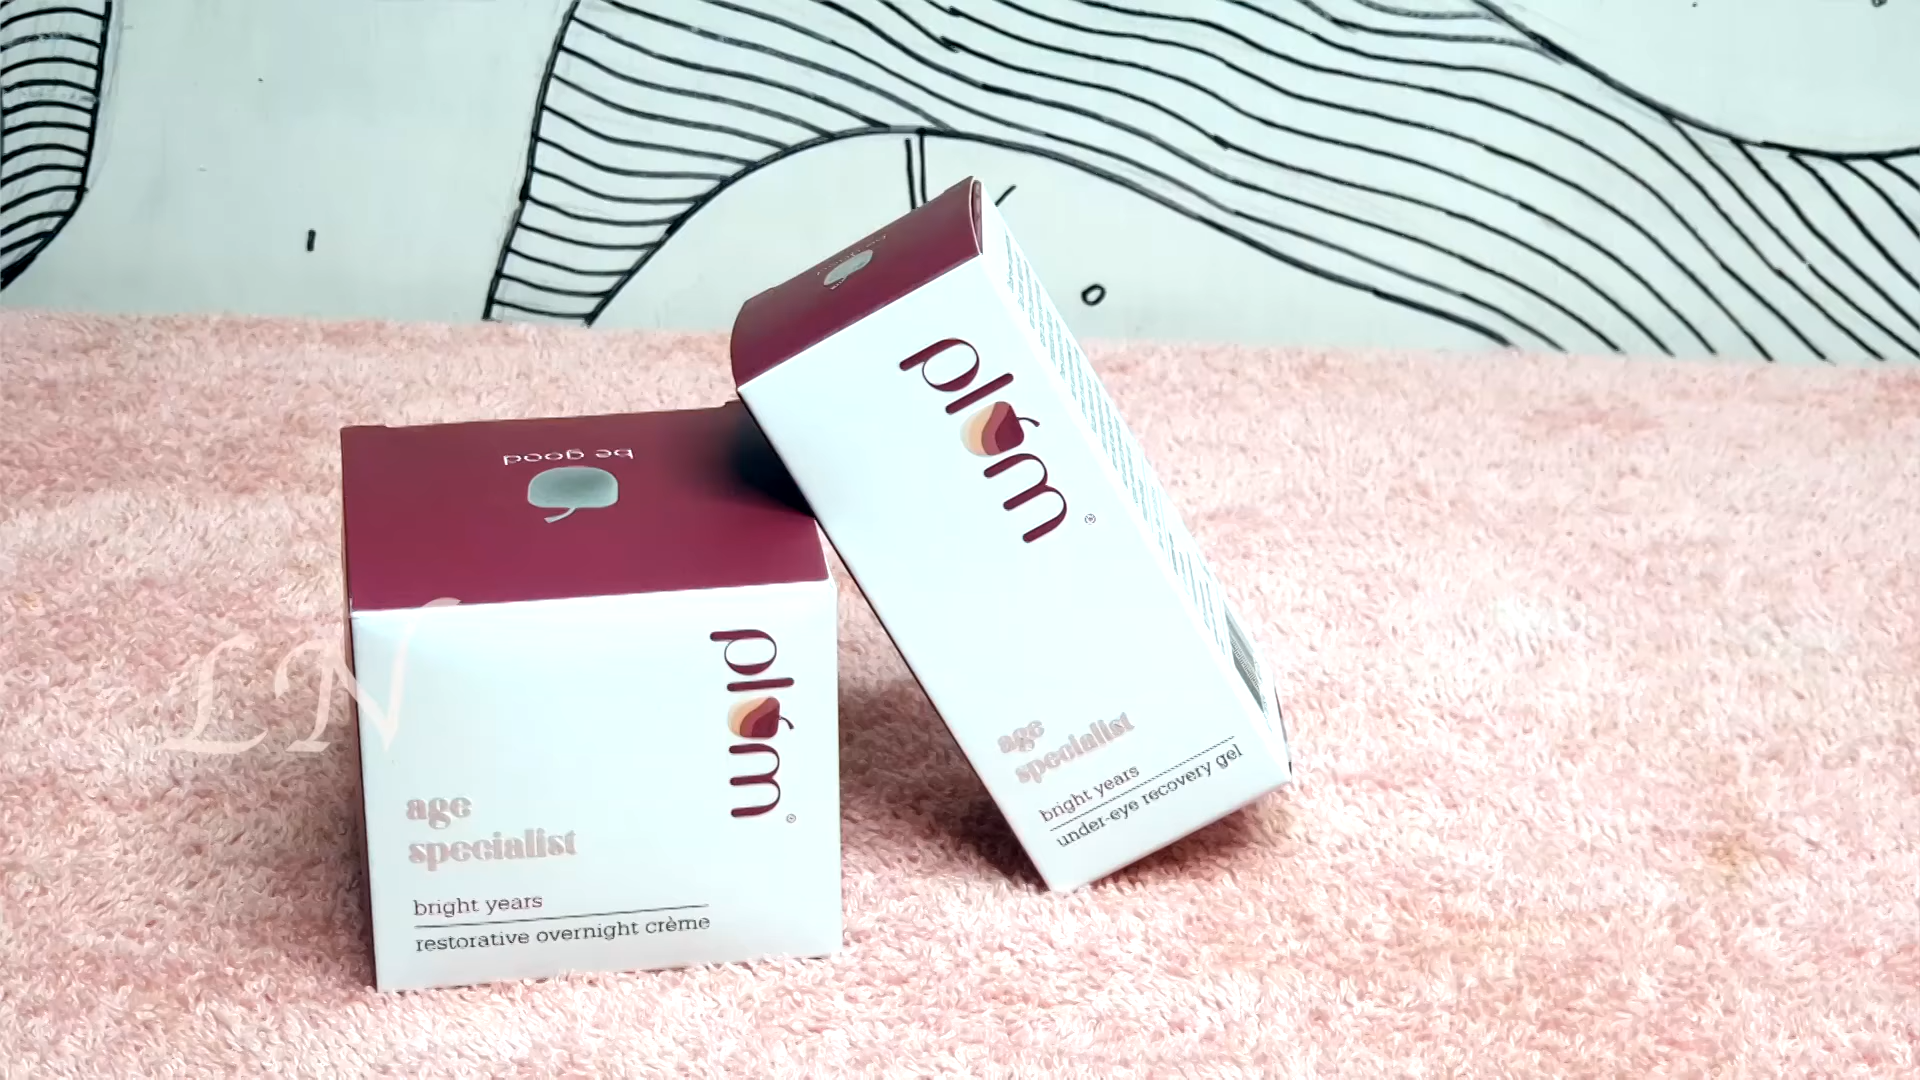 be good
plum®
age
specialist
bright years
restorative overnight crème
plum®
age
specialist
bright years
under-eye recovery gel
LN